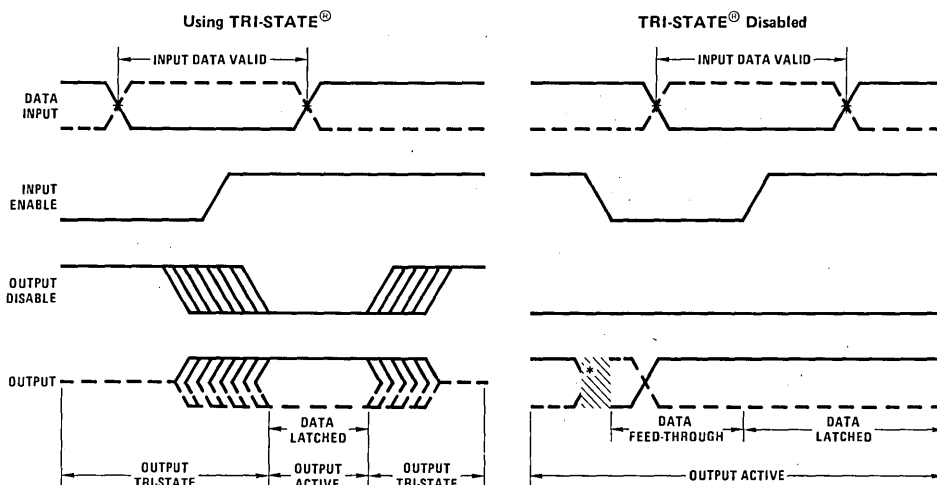 Using TRI-STATE®
TRI-STATE® Disabled
INPUT DATA VALID
INPUT DATA VALID
DATA
INPUT
INPUT
ENABLE
OUTPUT
DISABLE
OUTPUT
*
DATA
LATCHED
DATA
FEED-THROUGH
DATA
LATCHED
OUTPUT
TRI-STATE
OUTPUT
ACTIVE
OUTPUT
TRI-STATE
OUTPUT ACTIVE